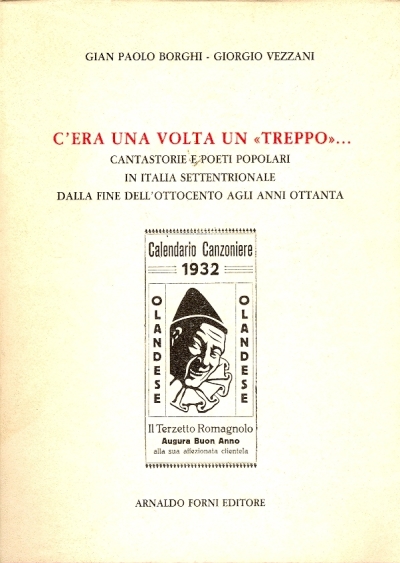 GIAN PAOLO BORGHI - GIORGIO VEZZANI
C'ERA UNA VOLTA UN «TREPPO»...
CANTASTORIE E POETI POPOLARI
IN ITALIA SETTENTRIONALE
DALLA FINE DELL'OTTOCENTO AGLI ANNI OTTANTA
Calendario Canzoniere
1932
OLANDESE
OLANDESE
Il Terzetto Romagnolo
Augura Buon Anno
alla sua affezionata clientela
ARNALDO FORNI EDITORE